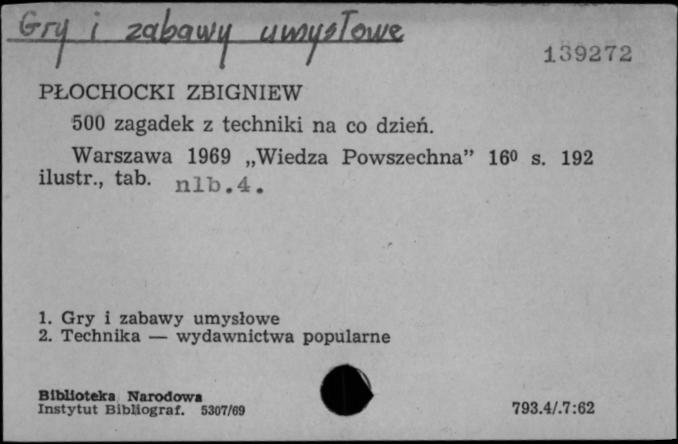 Gry i zabawy umysłowe
139272
PŁOCHOCKI ZBIGNIEW
500 zagadek z techniki na co dzień.
Warszawa 1969 „Wiedza Powszechna” 16⁰ s. 192
ilustr., tab. nlb.4.
1. Gry i zabawy umysłowe
2. Technika — wydawnictwa popularne
Biblioteka Narodowa
Instytut Bibliograf. 5307/69
793.4/.7:62